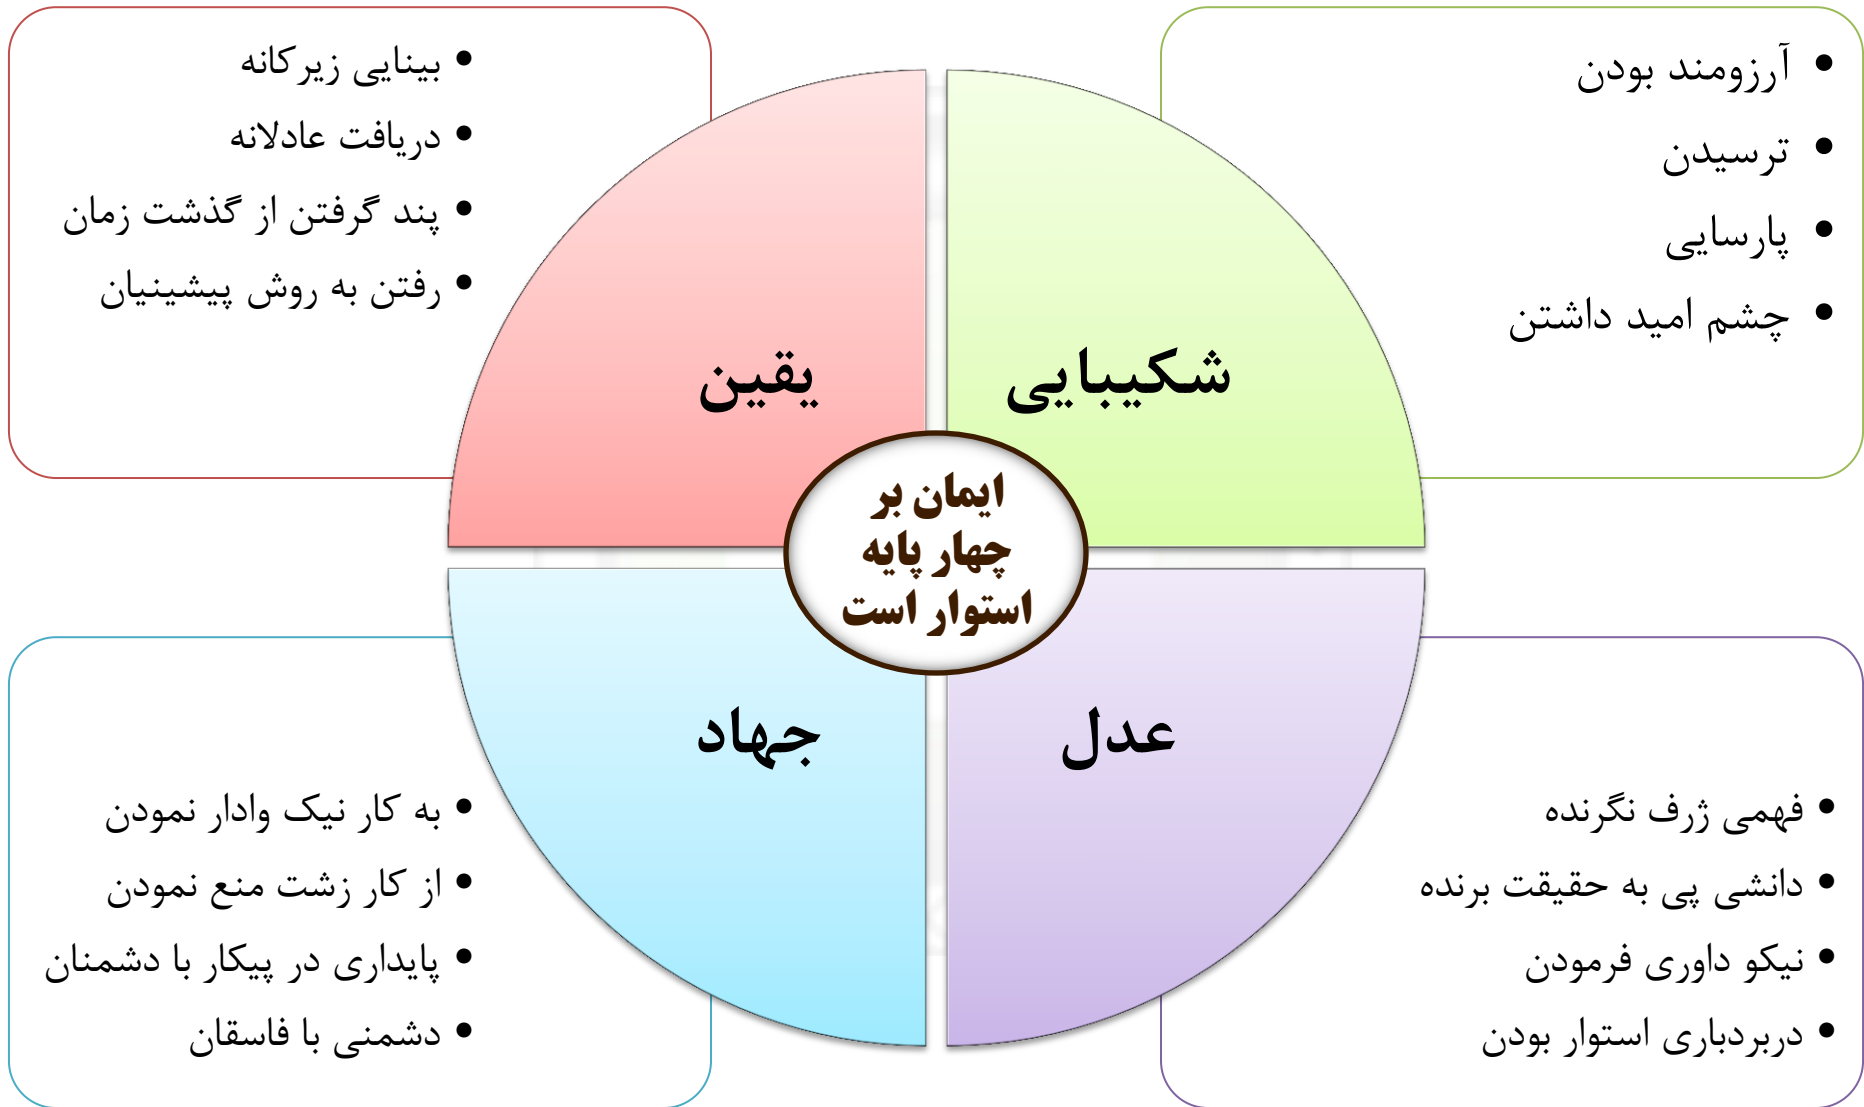 آرزومند بودن
ترسیدن
پارسایی
چشم امید داشتن
شکیبایی
بینایی زیرکانه
دریافت عادلانه
پند گرفتن از گذشت زمان
رفتن به روش پیشینیان
یقین
ایمان بر
چهار پایه
استوار است
عدل
فهمی ژرف نگرنده
دانشی پی به حقیقت برنده
نیکو داوری فرمودن
دربردباری استوار بودن
جهاد
به کار نیک وادار نمودن
از کار زشت منع نمودن
پایداری در پیکار با دشمنان
دشمنی با فاسقان